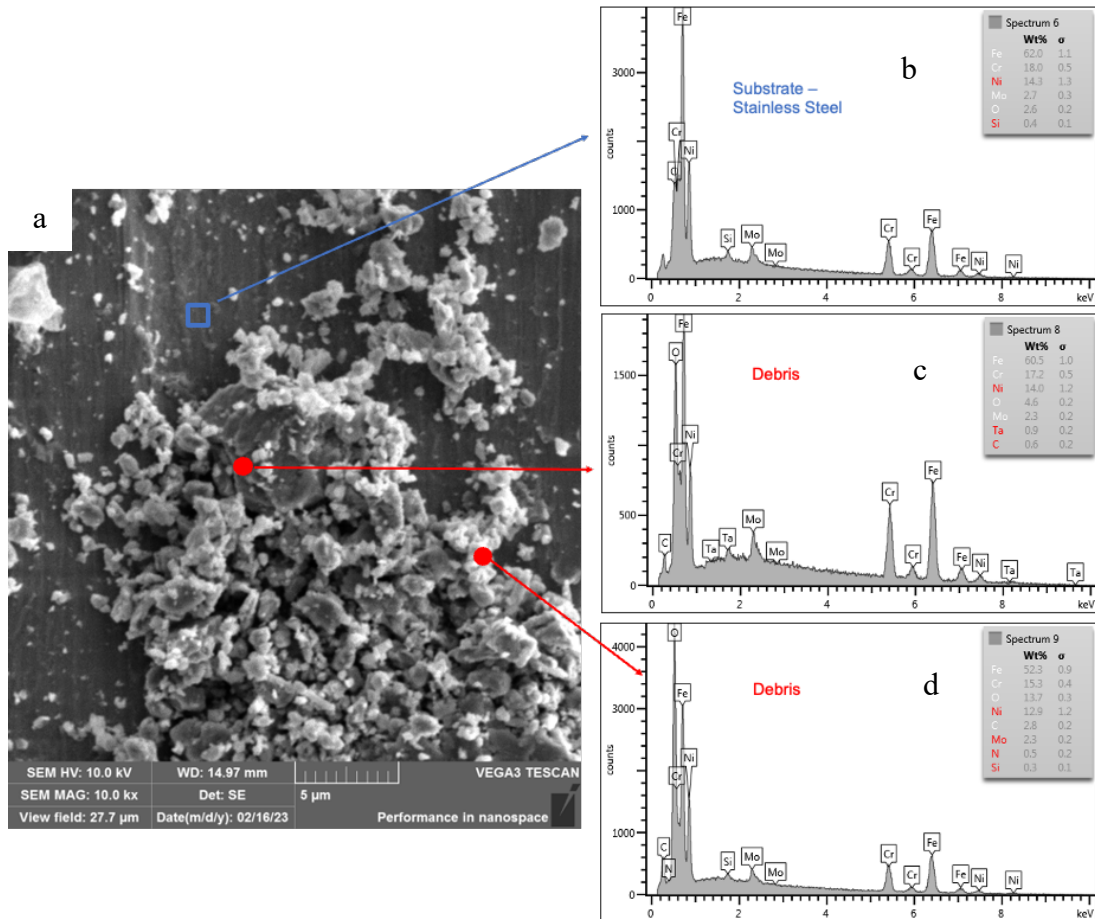 a
SEM HV: 10.0 kV
WD: 14.97 mm
VEGA3 TESCAN
SEM MAG: 10.0 kx
Det: SE
5 µm
View field: 27.7 µm
Date(m/d/y): 02/16/23
Performance in nanospace
b
Substrate –
Stainless Steel
Spectrum 6
Wt% σ
Fe 62.0 1.1
Cr 18.0 0.5
Ni 14.3 1.3
Mo 2.7 0.3
O 2.6 0.2
Si 0.4 0.1
counts
3000
1000
0
Fe
Cr
O
Ni
Si
Mo
Mo
Cr
Cr
Fe
Fe
Ni
Ni
0 2 4 6 8 keV
c
Debris
Spectrum 8
Wt% σ
Fe 60.5 1.0
Cr 17.2 0.5
Ni 14.0 1.2
O 4.6 0.2
Mo 2.3 0.2
Ta 0.9 0.2
C 0.6 0.2
counts
1500
500
0
Fe
O
Ni
Cr
C
Ta
Ta
Mo
Mo
Cr
Cr
Fe
Fe
Ni
Ta
Ta
0 2 4 6 8 keV
d
Debris
Spectrum 9
Wt% σ
Fe 52.3 0.9
Cr 15.3 0.4
O 13.7 0.3
Ni 12.9 1.2
C 2.8 0.2
Mo 2.3 0.2
N 0.5 0.2
Si 0.3 0.1
counts
4000
3000
1000
0
O
Fe
Ni
Cr
C
N
Si
Mo
Mo
Cr
Cr
Fe
Fe
Ni
Ni
0 2 4 6 8 keV